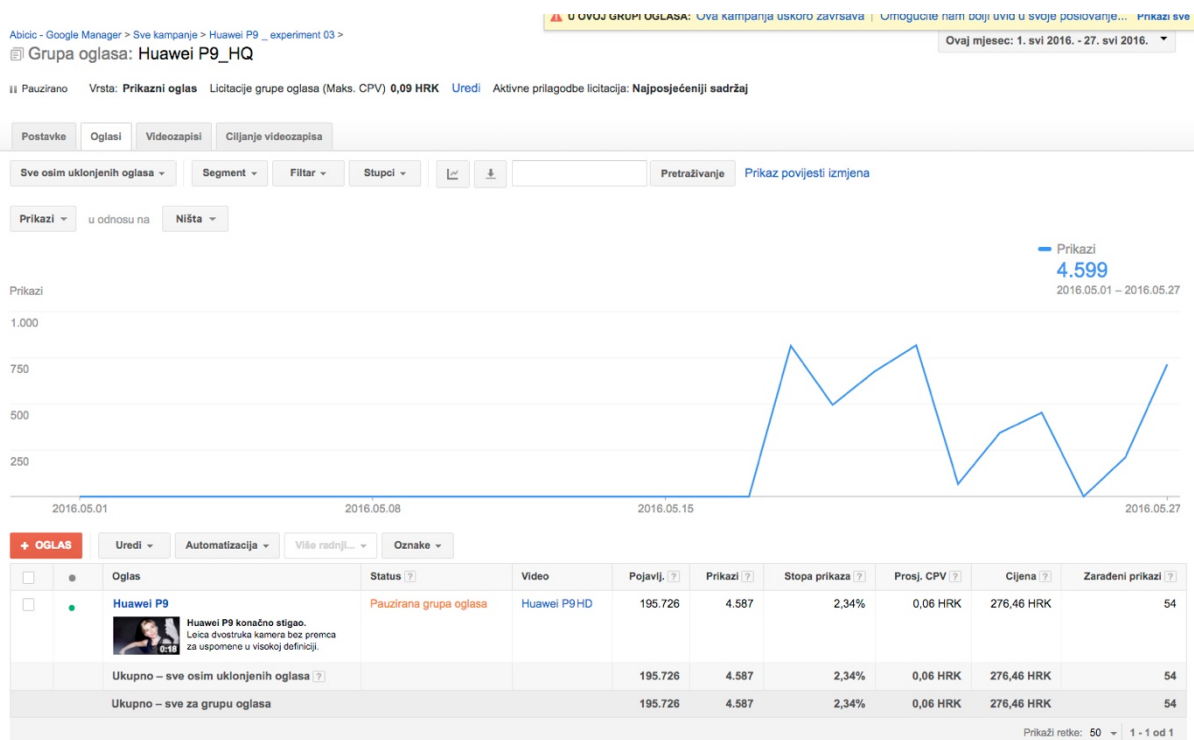 U OVOJ GRUPI OGLASA: Ova kampanja uskoro završava | Omogućite nam bolji uvid u svoje poslovanje... Prikaži sve
Abicic - Google Manager > Sve kampanje > Huawei P9 _ experiment 03 >
Ovaj mjesec: 1. svi 2016. - 27. svi 2016.
Grupa oglasa: Huawei P9_HQ
Pauzirano Vrsta: Prikazni oglas Licitacije grupe oglasa (Maks. CPV) 0,09 HRK Uredi Aktivne prilagodbe licitacija: Najposjećeniji sadržaj
Postavke Oglasi Videozapisi Ciljanje videozapisa
Sve osim uklonjenih oglasa Segment Filtar Stupci Pretraživanje Prikaz povijesti izmjena
Prikazi u odnosu na Ništa
Prikazi
4.599
2016.05.01 – 2016.05.27
Prikazi
1.000
750
500
250
2016.05.01 2016.05.08 2016.05.15 2016.05.27
+ OGLAS Uredi Automatizacija Više radnji... Oznake
Oglas Status ? Video Pojavlj. ? Prikazi ? Stopa prikaza ? Prosj. CPV ? Cijena ? Zarađeni prikazi ?
Huawei P9 Pauzirana grupa oglasa Huawei P9 HD 195.726 4.587 2,34% 0,06 HRK 276,46 HRK 54
Huawei P9 konačno stigao.
Leica dvostruka kamera bez premca
0:18 za uspomene u visokoj definiciji.
Ukupno – sve osim uklonjenih oglasa ? 195.726 4.587 2,34% 0,06 HRK 276,46 HRK 54
Ukupno – sve za grupu oglasa 195.726 4.587 2,34% 0,06 HRK 276,46 HRK 54
Prikaži retke: 50 1 - 1 od 1